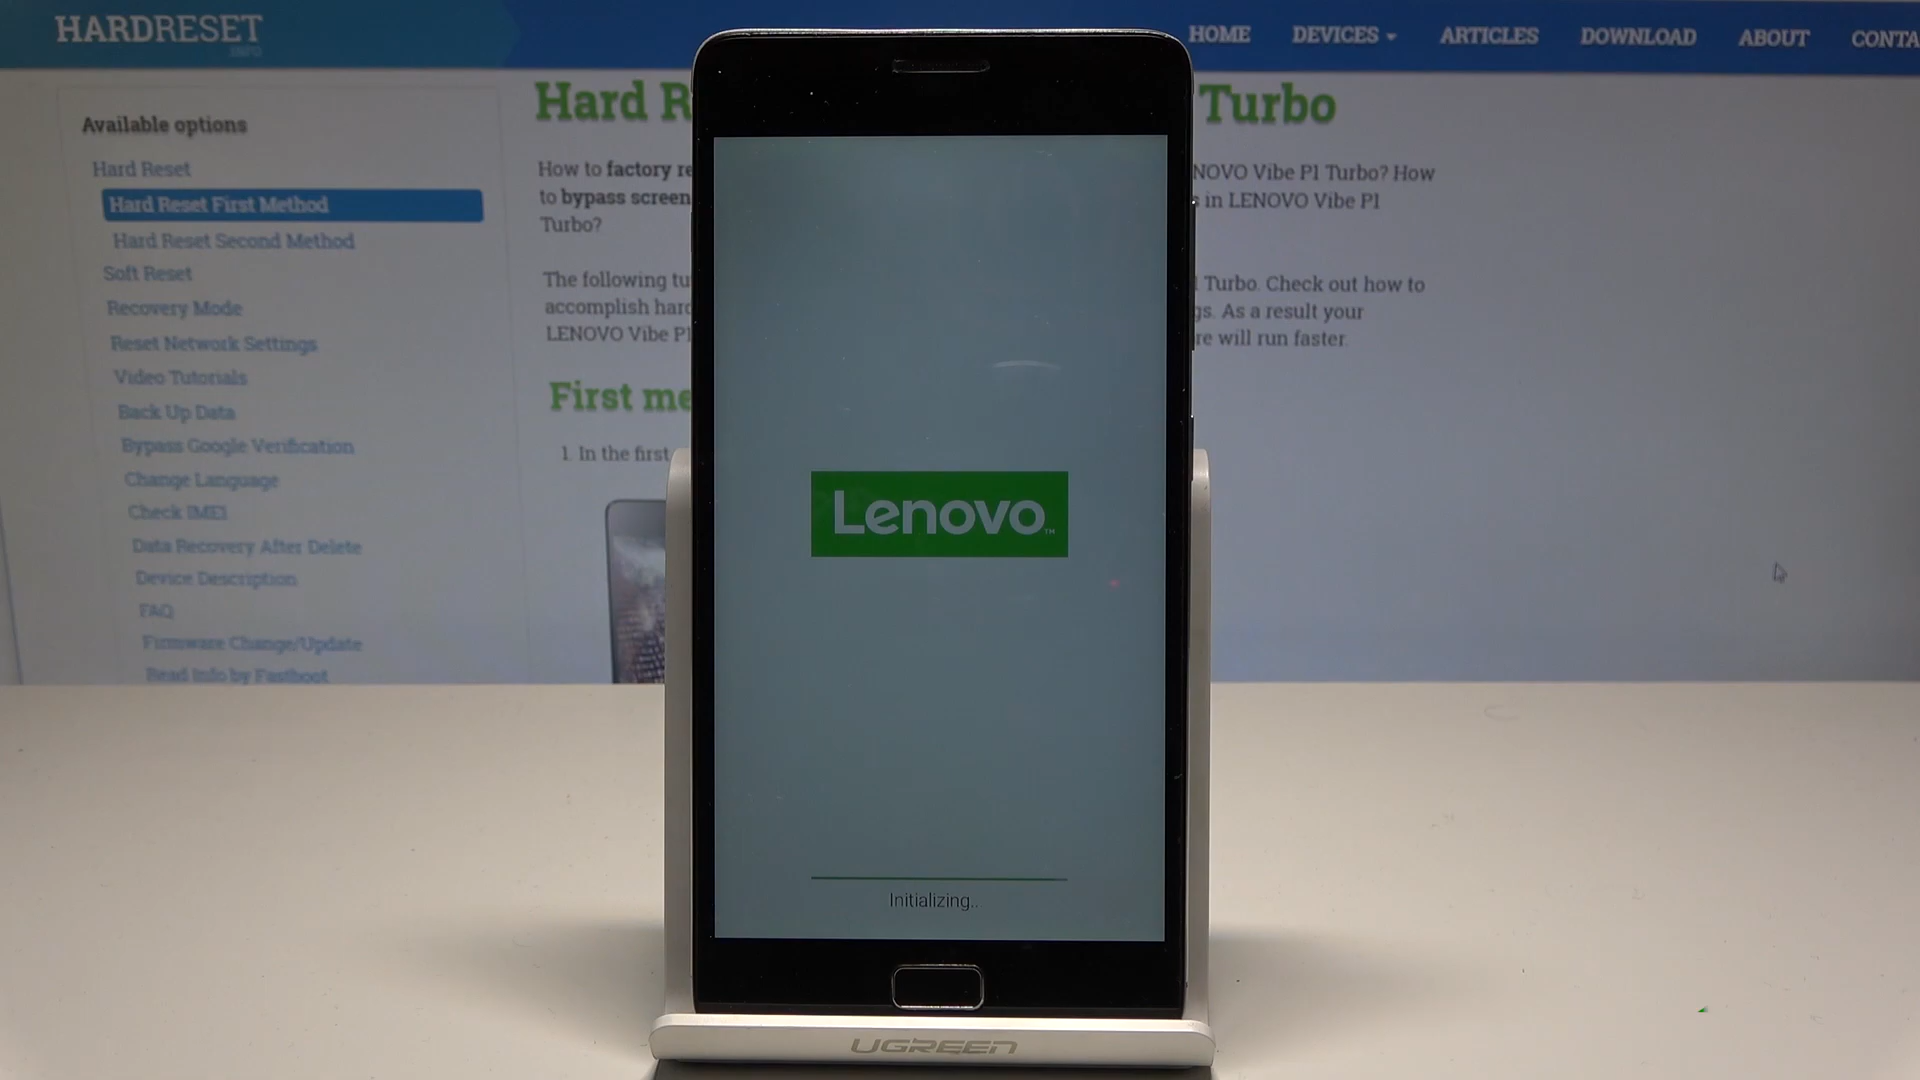 HARDRESET
.INFO
HOME DEVICES ARTICLES DOWNLOAD ABOUT CONTA
Available options
Hard Reset
Hard Reset First Method
Hard Reset Second Method
Soft Reset
Recovery Mode
Reset Network Settings
Video Tutorials
Back Up Data
Bypass Google Verification
Change Language
Check IMEI
Data Recovery After Delete
Device Description
FAQ
Firmware Change/Update
Read Info by Fastboot
Hard R Turbo
How to factory re NOVO Vibe P1 Turbo? How
to bypass screen s in LENOVO Vibe P1
Turbo?
The following tu Turbo. Check out how to
accomplish hard gs. As a result your
LENOVO Vibe P1 re will run faster.
First me
1. In the first
Lenovo™
Initializing..
UGREEN